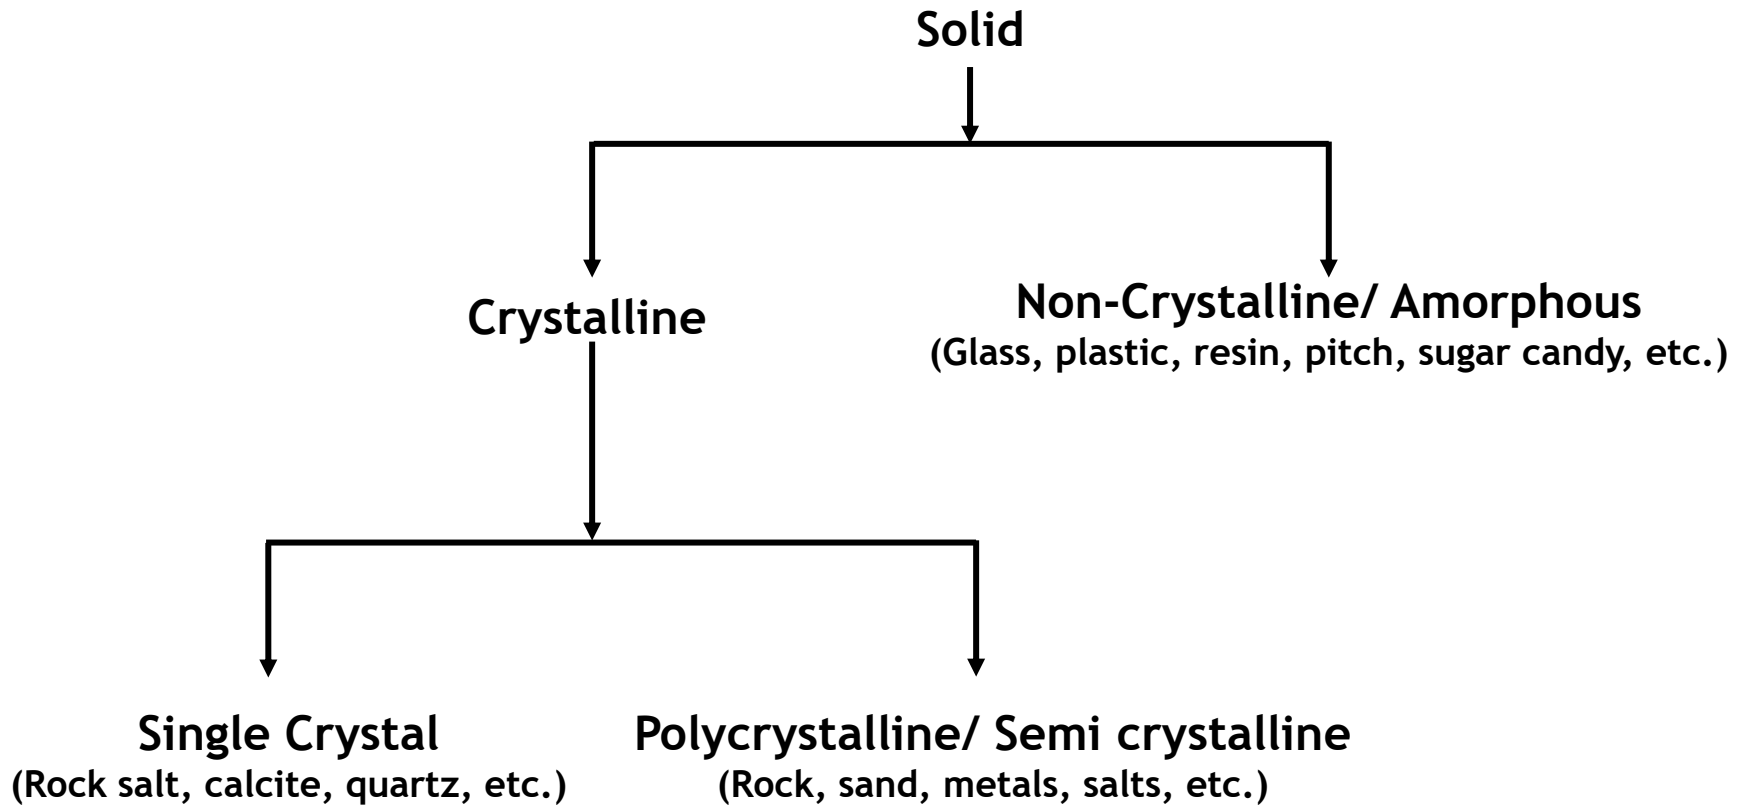 Solid
Crystalline
Non-Crystalline/ Amorphous
(Glass, plastic, resin, pitch, sugar candy, etc.)
Single Crystal
(Rock salt, calcite, quartz, etc.)
Polycrystalline/ Semi crystalline
(Rock, sand, metals, salts, etc.)